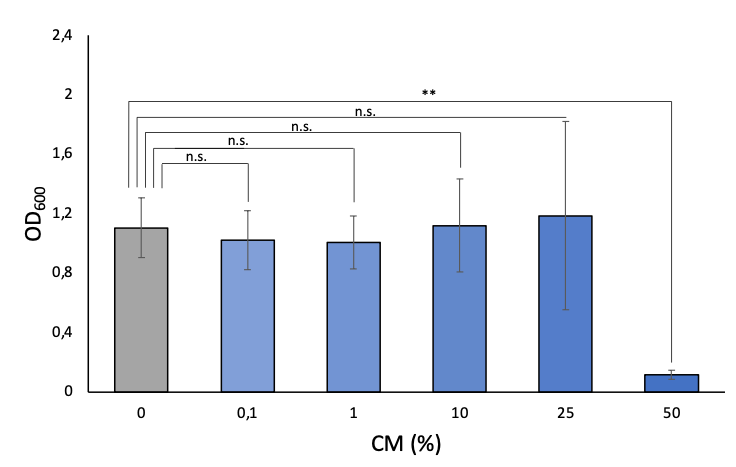 2,4
2
**
n.s.
n.s.
n.s.
n.s.
1,6
1,2
OD600
0,8
0,4
0
0 0,1 1 10 25 50
CM (%)